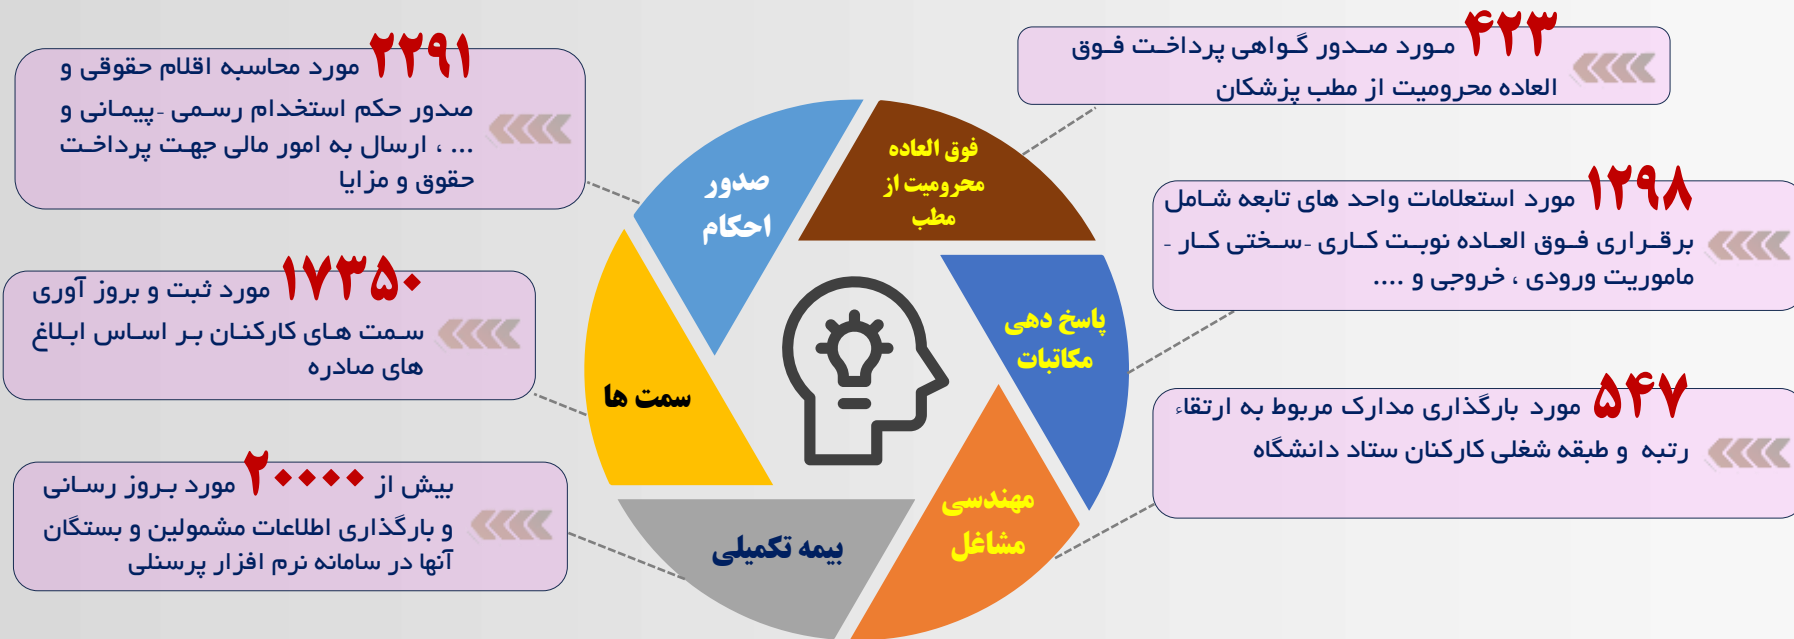 ۴۲۳ مورد صدور گواهی پرداخت فوق
العاده محرومیت از مطب پزشکان
۱۲۹۸ مورد استعلامات واحد های تابعه شامل
برقراری فوق العاده نوبت کاری -سختی کار -
ماموریت ورودی ، خروجی و ....
۵۴۷ مورد بارگذاری مدارک مربوط به ارتقاء
رتبه و طبقه شغلی کارکنان ستاد دانشگاه
فوق العاده
محرومیت از
مطب
پاسخ دهی
مکاتبات
مهندسی
مشاغل
بیمه تکمیلی
سمت ها
صدور
احکام
۲۲۹۱ مورد محاسبه اقلام حقوقی و
صدور حکم استخدام رسمی -پیمانی و
... ، ارسال به امور مالی جهت پرداخت
حقوق و مزایا
۱۷۳۵۰ مورد ثبت و بروز آوری
سمت های کارکنان بر اساس ابلاغ
های صادره
بیش از ۲۰۰۰۰ مورد بروز رسانی
و بارگذاری اطلاعات مشمولین و بستگان
آنها در سامانه نرم افزار پرسنلی